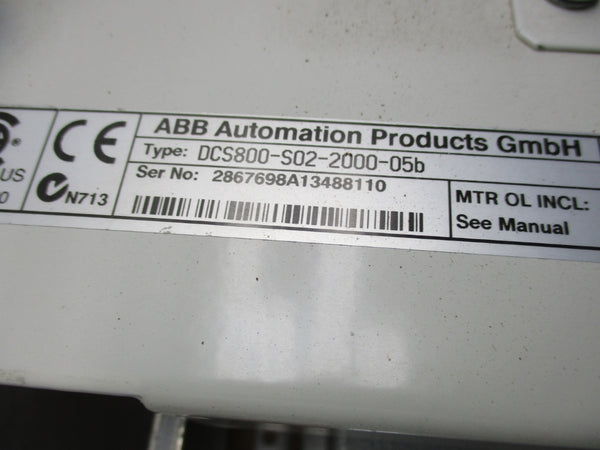 ABB Automation Products GmbH
Type: DCS800-S02-2000-05b
Ser No: 2867698A13488110
MTR OL INCL:
See Manual
CE
US
N713